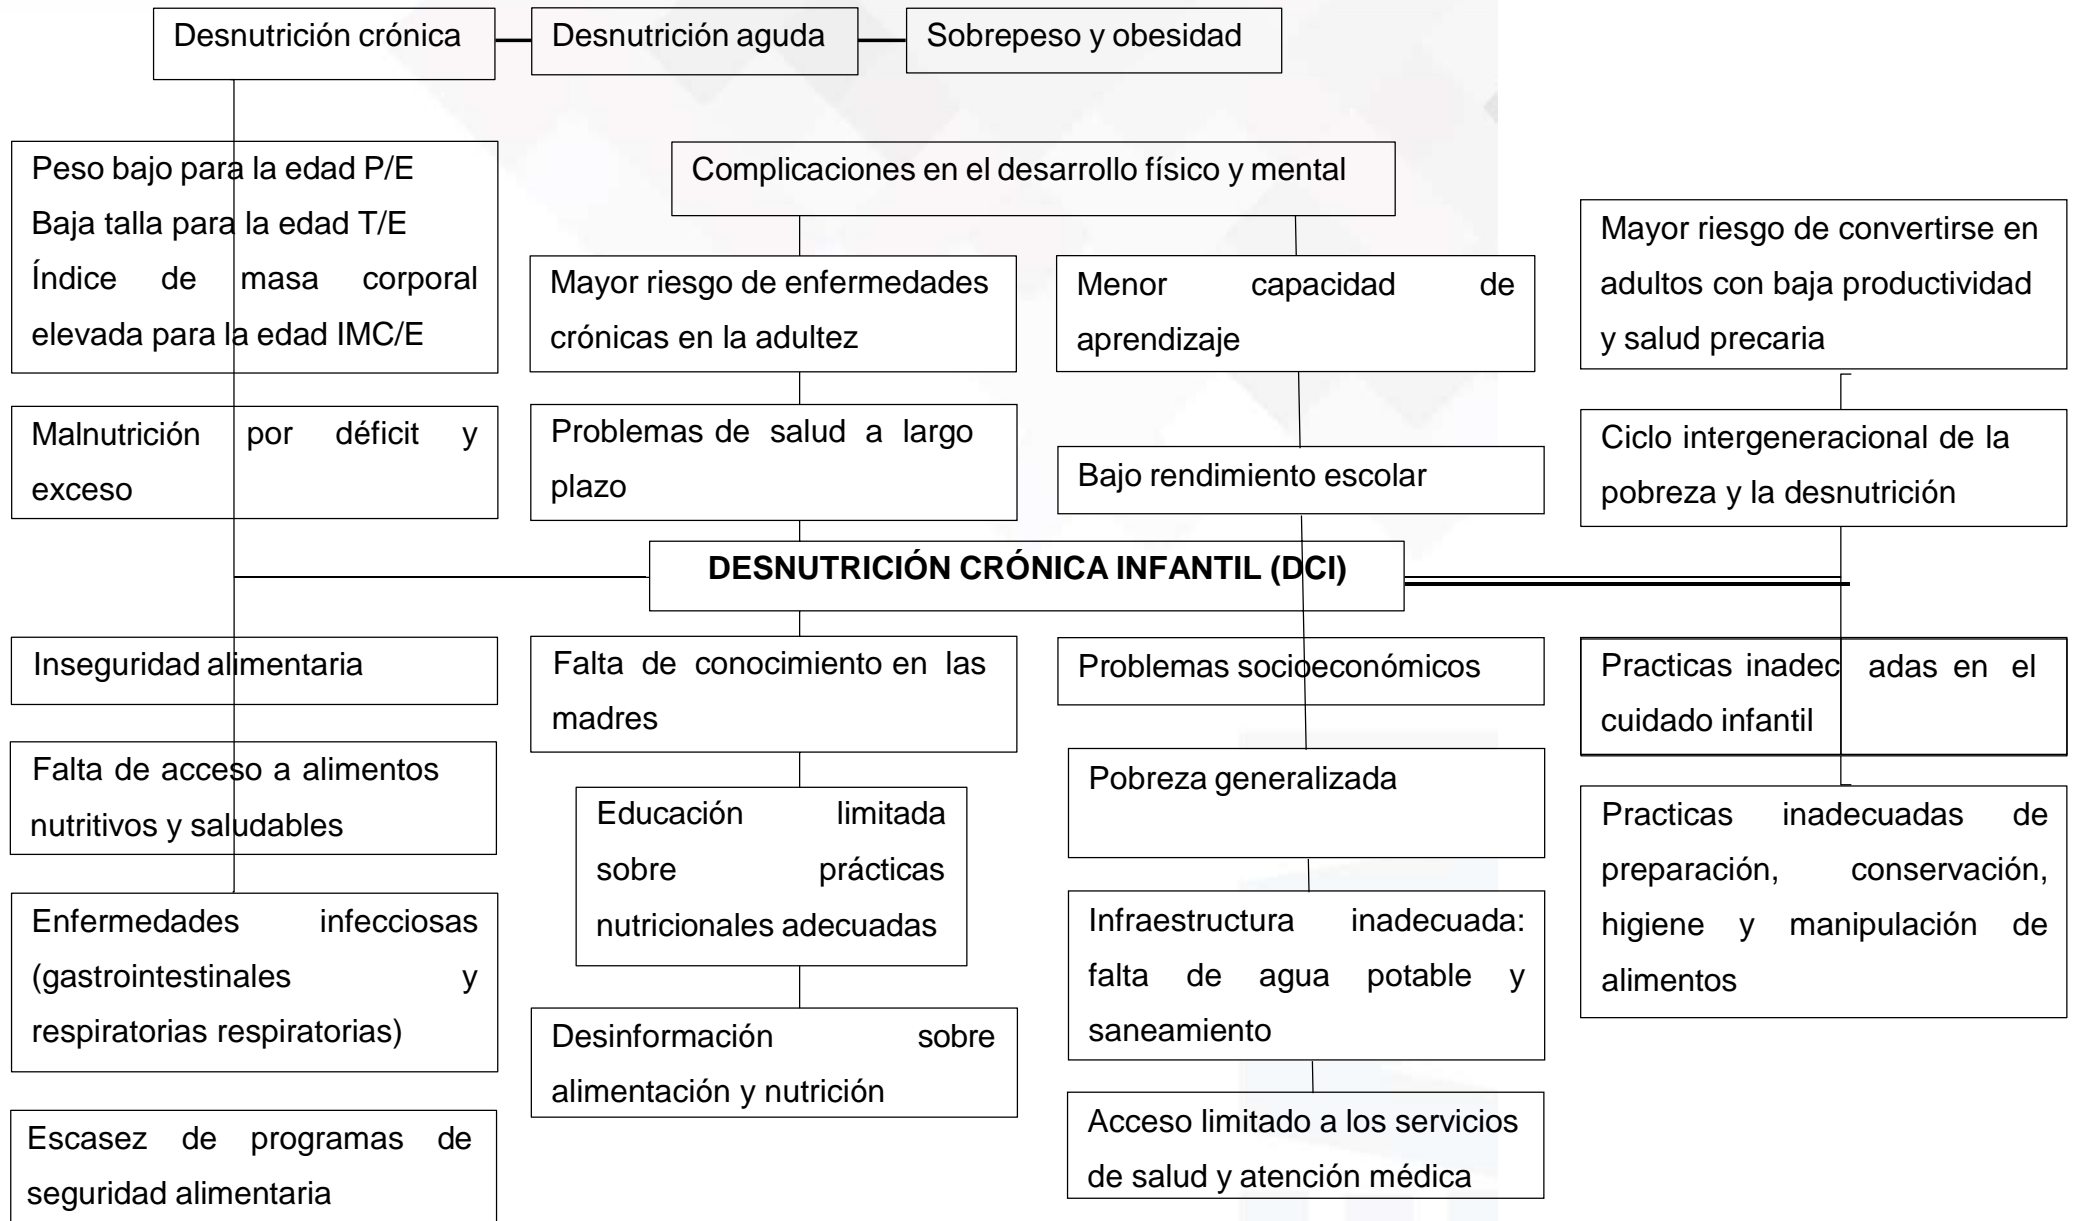 Desnutrición crónica
Desnutrición aguda
Sobrepeso y obesidad
Peso bajo para la edad P/E
Baja talla para la edad T/E
Índice de masa corporal
elevada para la edad IMC/E
Complicaciones en el desarrollo físico y mental
Mayor riesgo de enfermedades
crónicas en la adultez
Menor capacidad de
aprendizaje
Mayor riesgo de convertirse en
adultos con baja productividad
y salud precaria
Malnutrición por déficit y
exceso
Problemas de salud a largo
plazo
Bajo rendimiento escolar
Ciclo intergeneracional de la
pobreza y la desnutrición
DESNUTRICIÓN CRÓNICA INFANTIL (DCI)
Inseguridad alimentaria
Falta de conocimiento en las
madres
Problemas socioeconómicos
Practicas inadec adas en el
cuidado infantil
Falta de acceso a alimentos
nutritivos y saludables
Educación limitada
sobre prácticas
nutricionales adecuadas
Pobreza generalizada
Practicas inadecuadas de
preparación, conservación,
higiene y manipulación de
alimentos
Enfermedades infecciosas
(gastrointestinales y
respiratorias respiratorias)
Desinformación sobre
alimentación y nutrición
Infraestructura inadecuada:
falta de agua potable y
saneamiento
Escasez de programas de
seguridad alimentaria
Acceso limitado a los servicios
de salud y atención médica